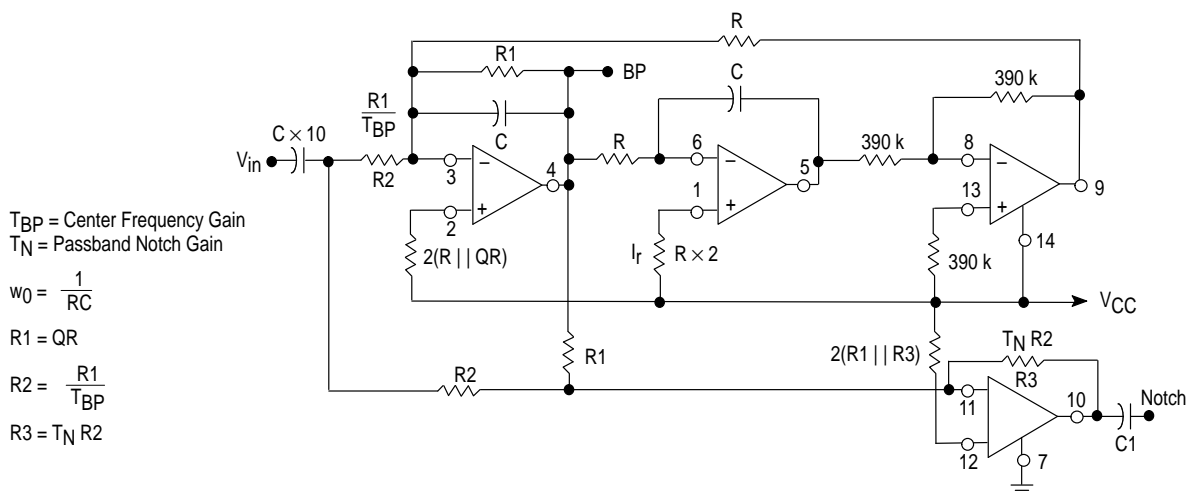 R
R1
BP
C
390 k
R1
TBP
C × 10
C
Vin
R2
3
4
R
6
5
390 k
8
9
2
1
13
14
− + − + − +
TBP = Center Frequency Gain
TN = Passband Notch Gain
w0 = 1
RC
R1 = QR
R2 = R1
TBP
R3 = TN R2
2(R || QR)
Ir
R × 2
390 k
VCC
R1
2(R1 || R3)
TN R2
R3
R2
11
10
Notch
12
7
C1
− +